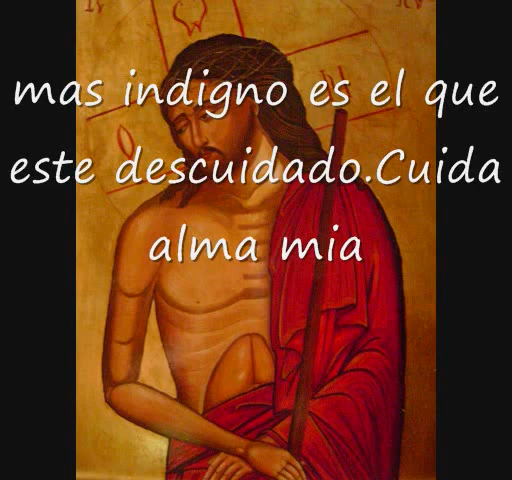 mas indigno es el que
este descuidado.Cuida
alma mia